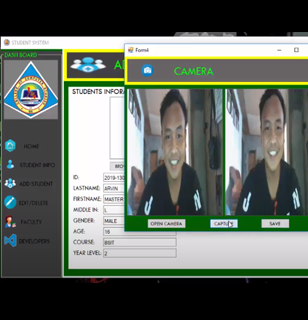 STUDENT SYSTEM
DASH BOARD
HOME
STUDENT INFO
ADD STUDENT
EDIT/DELETE
FACULTY
DEVELOPERS
STUDENTS INFOR
ID:
2019-130
LASTNAME:
ARVIN
FIRSTNAME:
MASTER
MIDDLE IN:
L
GENDER:
MALE
AGE:
18
COURSE:
BSIT
YEAR LEVEL:
2
Form4
CAMERA
OPEN CAMERA
CAPTURE
SAVE